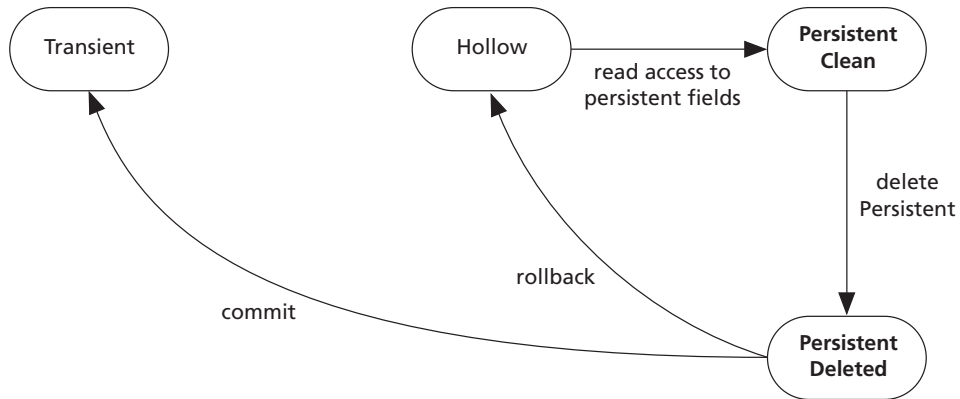 Transient
Hollow
Persistent
Clean
read access to
persistent fields
delete
Persistent
rollback
commit
Persistent
Deleted